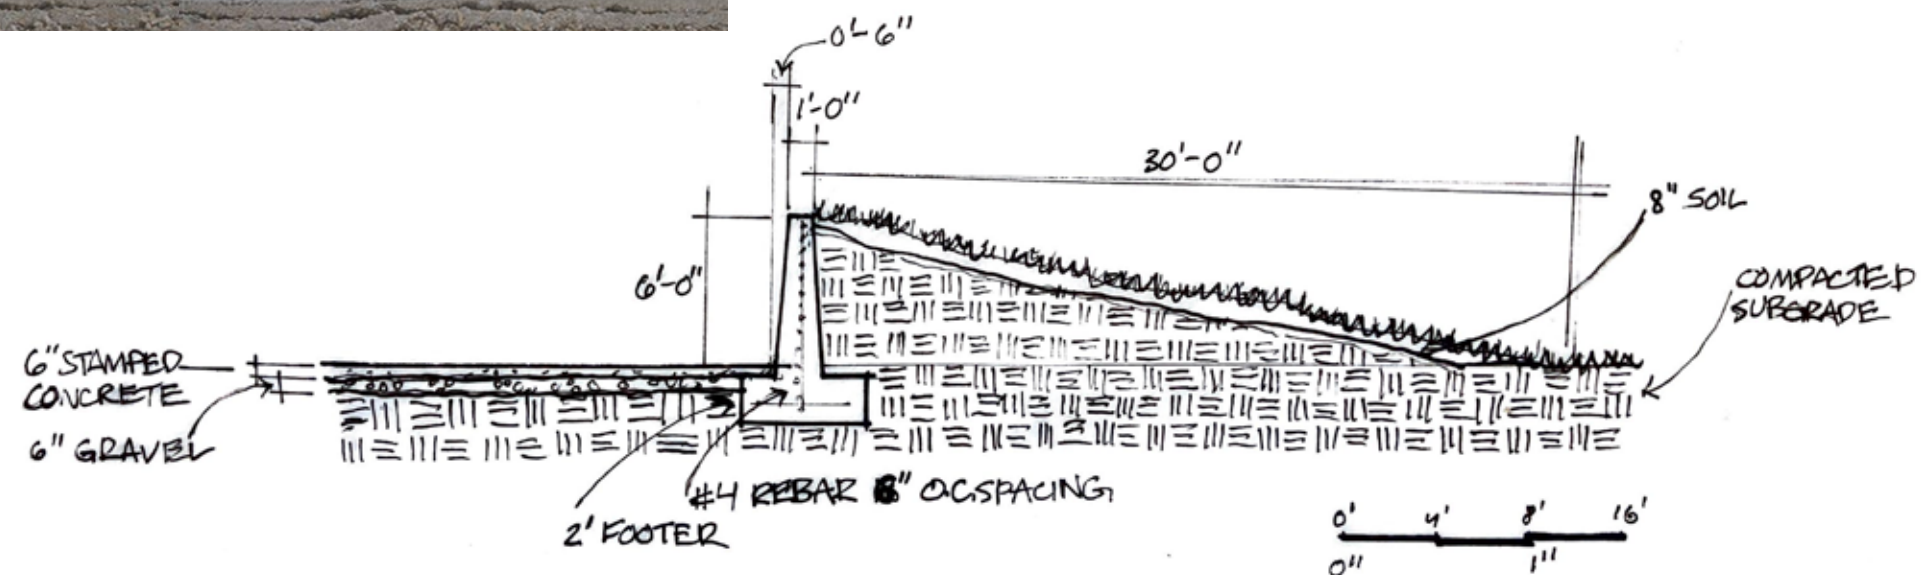 0'-6"
1'-0"
30'-0"
8" SOIL
6'-0"
COMPACTED
SUBGRADE
6" STAMPED
CONCRETE
6" GRAVEL
#4 REBAR 8" O.C. SPACING
2' FOOTER
0' 4' 8' 16'
0" 1"